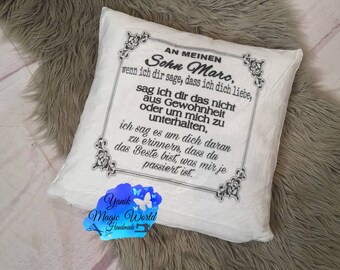 AN MEINEN
Sohn Marc,
wenn ich dir sage, dass ich dich liebe,
sag ich dir das nicht
aus Gewohnheit
oder um mich zu
unterhalten,
ich sag es um dich daran
zu erinnern, dass du
das Beste bist, was mir je
passiert ist.
Yanik
Magic World
Handmade